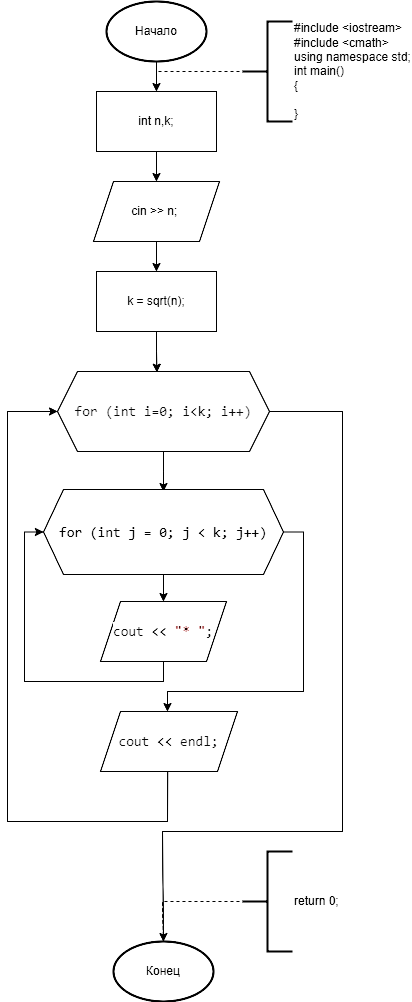 Начало
#include <iostream>
#include <cmath>
using namespace std;
int main()
{
}
int n,k;
cin >> n;
k = sqrt(n);
for (int i=0; i<k; i++)
for (int j = 0; j < k; j++)
cout << "* ";
cout << endl;
return 0;
Конец